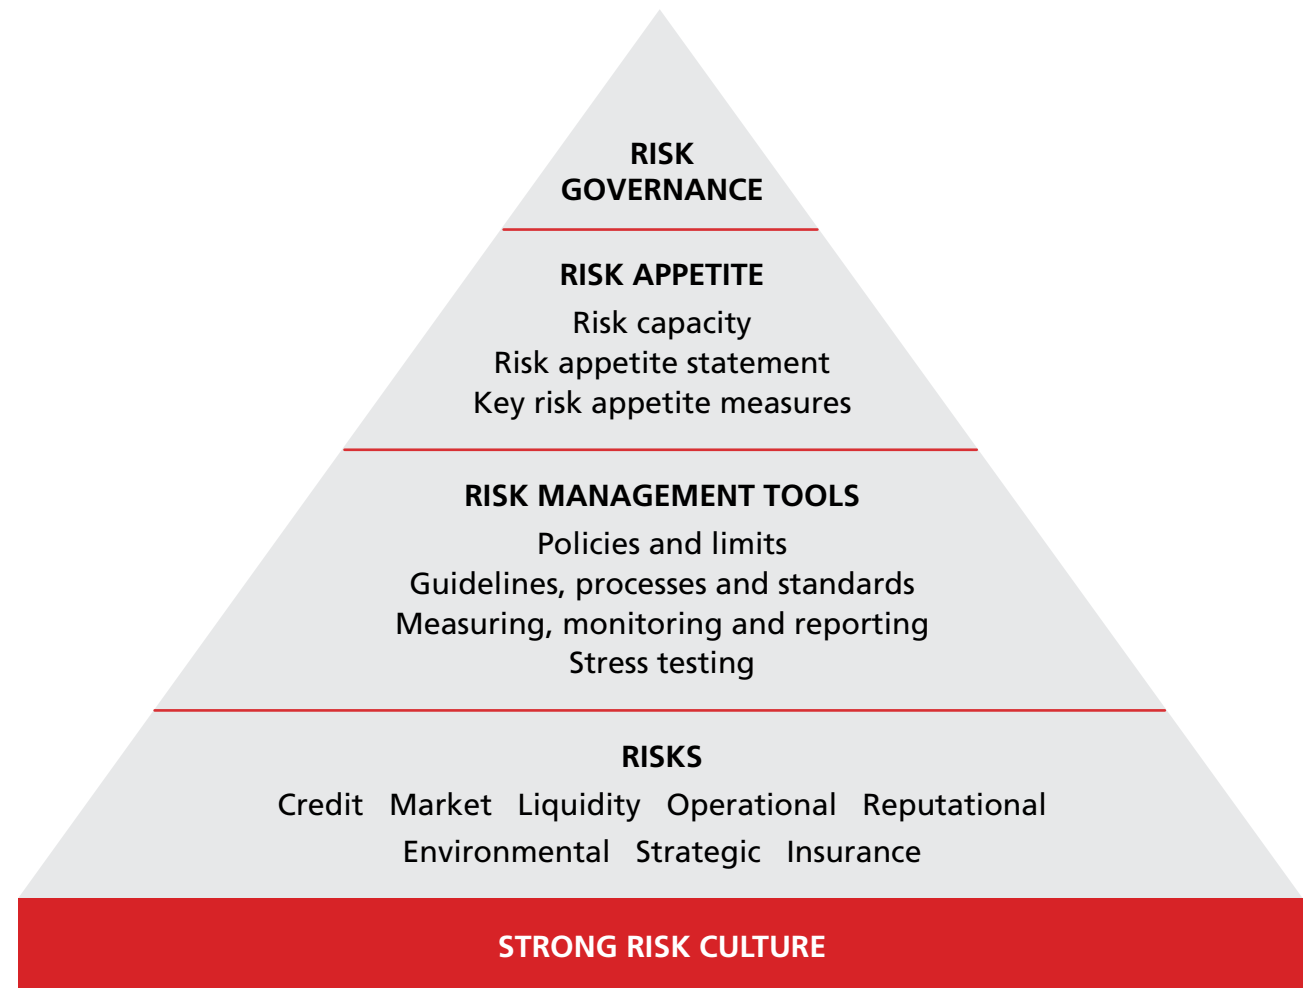 RISK
GOVERNANCE
RISK APPETITE
Risk capacity
Risk appetite statement
Key risk appetite measures
RISK MANAGEMENT TOOLS
Policies and limits
Guidelines, processes and standards
Measuring, monitoring and reporting
Stress testing
RISKS
Credit Market Liquidity Operational Reputational
Environmental Strategic Insurance
STRONG RISK CULTURE